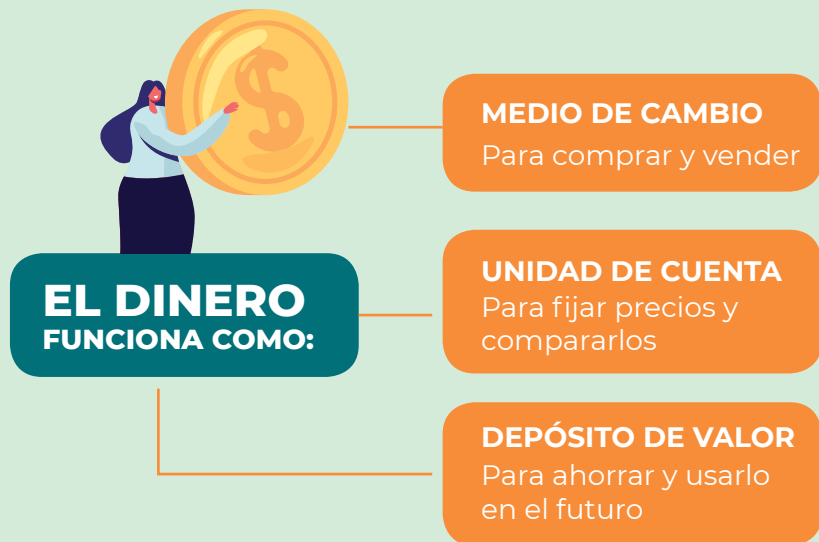 $
MEDIO DE CAMBIO
Para comprar y vender
EL DINERO
FUNCIONA COMO:
UNIDAD DE CUENTA
Para fijar precios y
compararlos
DEPÓSITO DE VALOR
Para ahorrar y usarlo
en el futuro